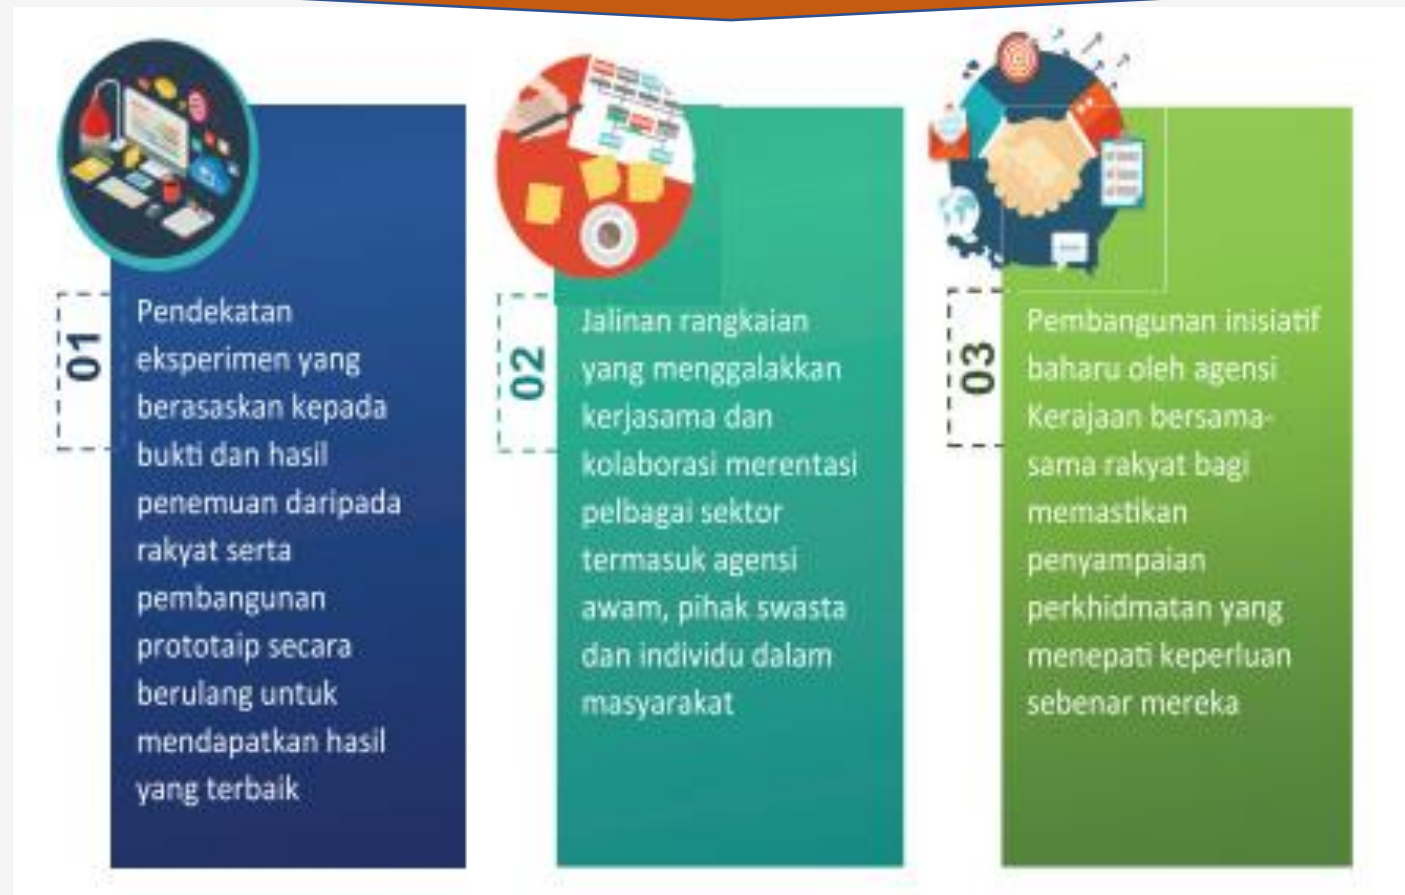 01
Pendekatan
eksperimen yang
berasaskan kepada
bukti dan hasil
penemuan daripada
rakyat serta
pembangunan
prototaip secara
berulang untuk
mendapatkan hasil
yang terbaik
02
Jalinan rangkaian
yang menggalakkan
kerjasama dan
kolaborasi merentasi
pelbagai sektor
termasuk agensi
awam, pihak swasta
dan individu dalam
masyarakat
03
Pembangunan inisiatif
baharu oleh agensi
Kerajaan bersama-
sama rakyat bagi
memastikan
penyampaian
perkhidmatan yang
menepati keperluan
sebenar mereka